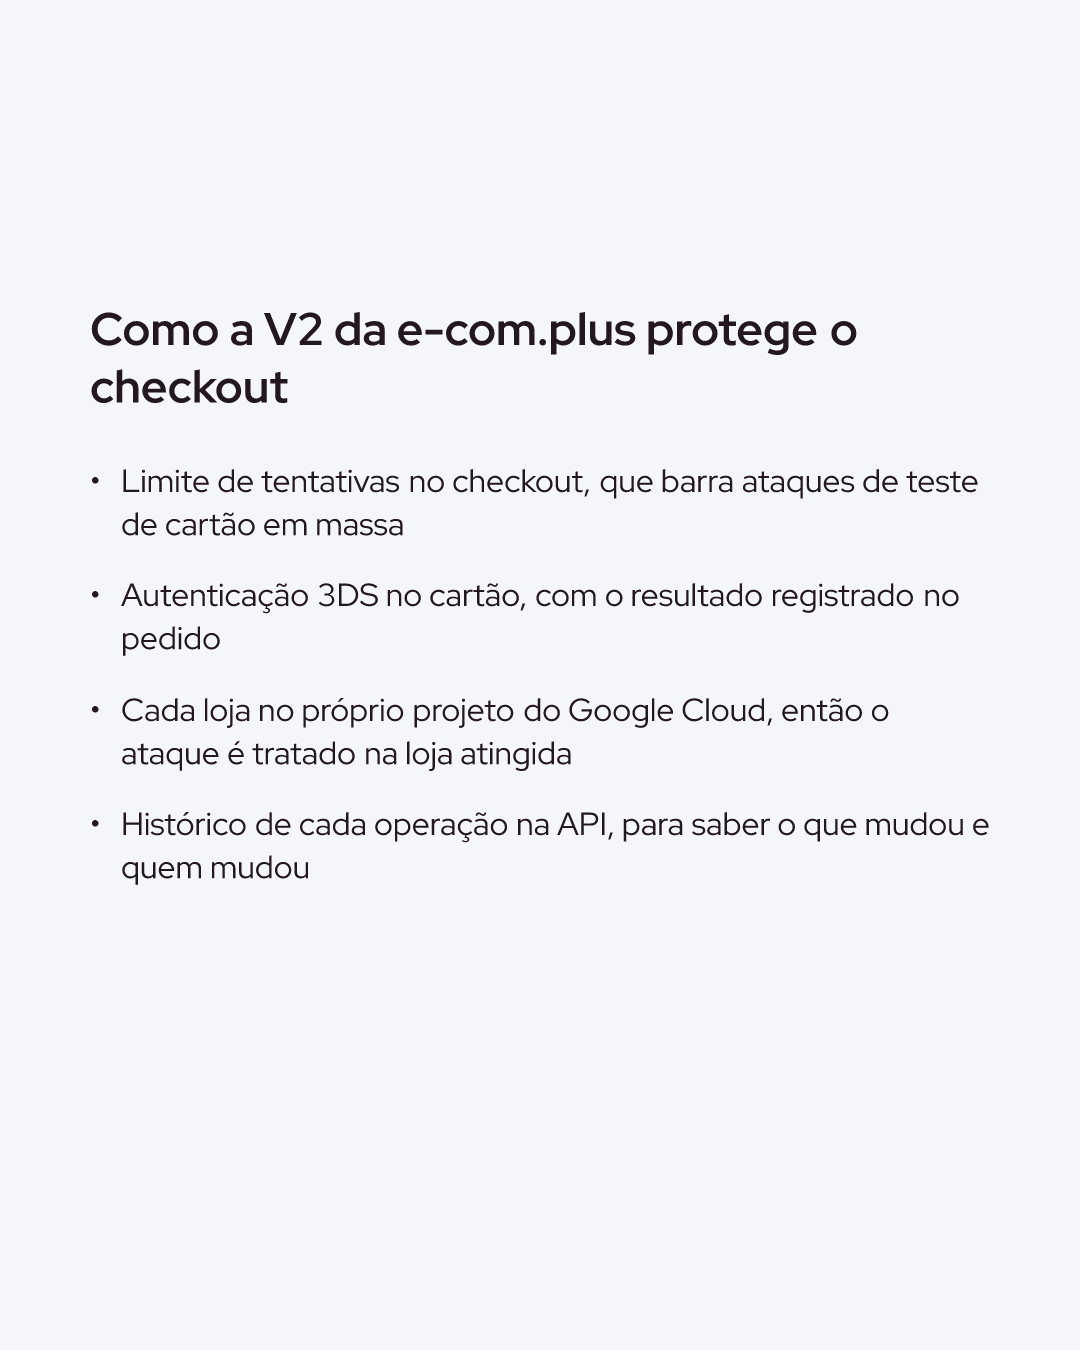 Como a V2 da e-com.plus protege o
checkout
• Limite de tentativas no checkout, que barra ataques de teste
de cartão em massa
• Autenticação 3DS no cartão, com o resultado registrado no
pedido
• Cada loja no próprio projeto do Google Cloud, então o
ataque é tratado na loja atingida
• Histórico de cada operação na API, para saber o que mudou e
quem mudou